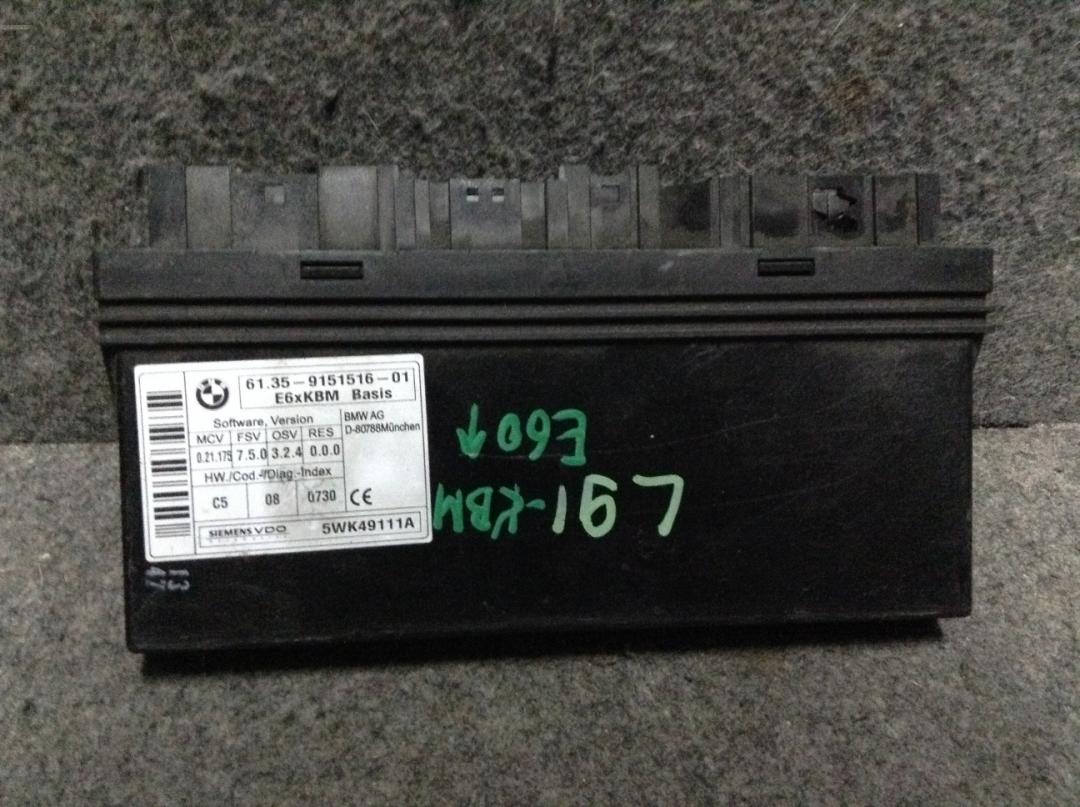 61.35-9151516-01
E6xKBM Basis
Software, Version
MCV FSV OSV RES
0.21.175 7.5.0 3.2.4 0.0.0
BMW AG
D-80788München
HW./Cod.-/Diag.-Index
C5 08 0730 CE
SIEMENS VDO 5WK49111A
E60↑
-KBM
13
47